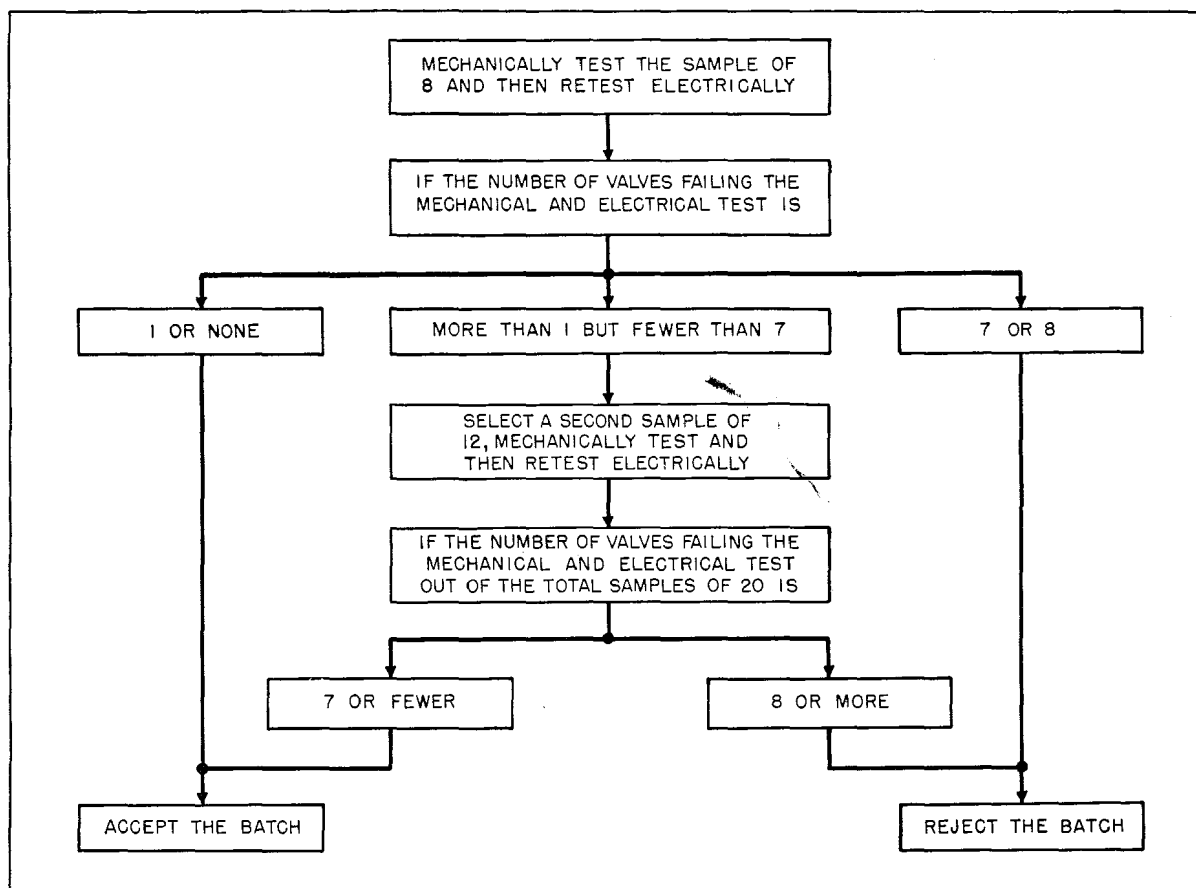 MECHANICALLY TEST THE SAMPLE OF
8 AND THEN RETEST ELECTRICALLY
IF THE NUMBER OF VALVES FAILING THE
MECHANICAL AND ELECTRICAL TEST IS
1 OR NONE
MORE THAN 1 BUT FEWER THAN 7
7 OR 8
SELECT A SECOND SAMPLE OF
12, MECHANICALLY TEST AND
THEN RETEST ELECTRICALLY
IF THE NUMBER OF VALVES FAILING THE
MECHANICAL AND ELECTRICAL TEST
OUT OF THE TOTAL SAMPLES OF 20 IS
7 OR FEWER
8 OR MORE
ACCEPT THE BATCH
REJECT THE BATCH